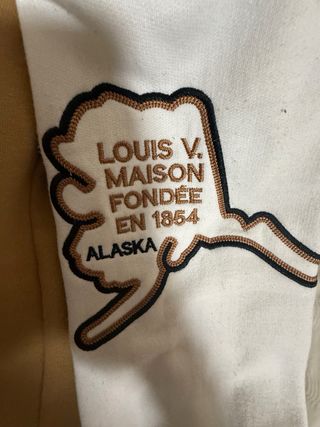 LOUIS V.
MAISON
FONDÉE
EN 1854
ALASKA